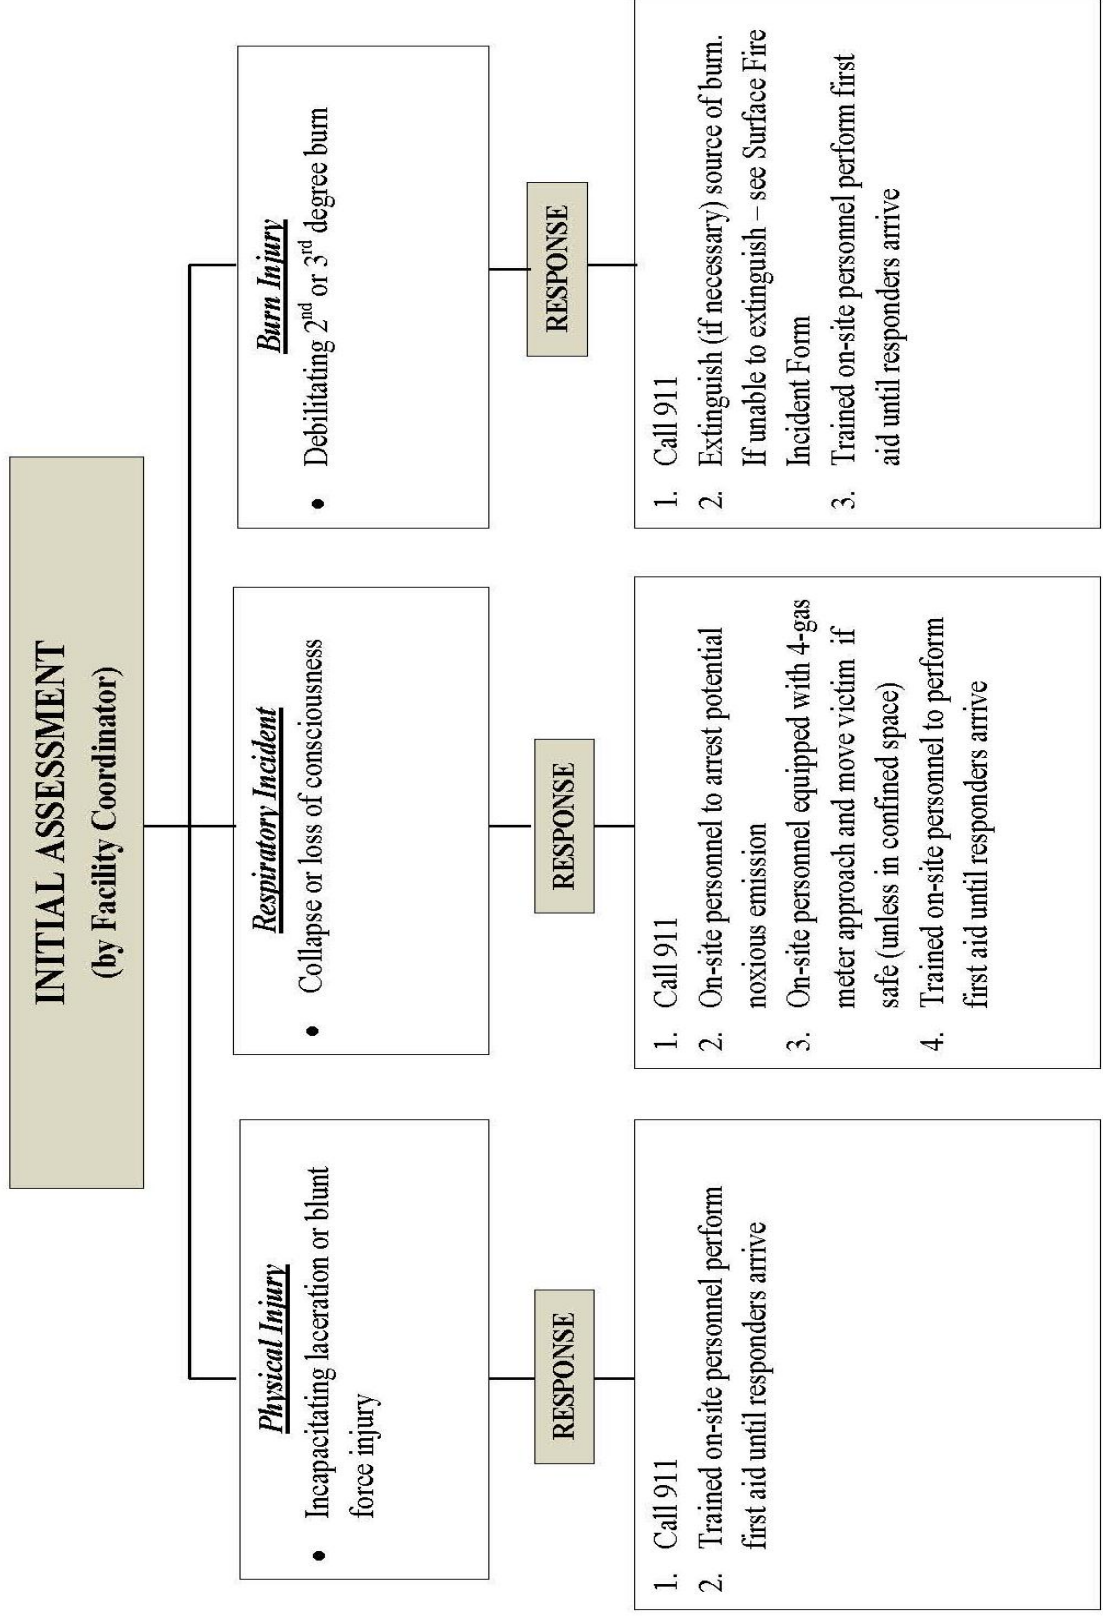 INITIAL ASSESSMENT
(by Facility Coordinator)
Physical Injury
• Incapacitating laceration or blunt
force injury
RESPONSE
1. Call 911
2. Trained on-site personnel perform
first aid until responders arrive
Respiratory Incident
• Collapse or loss of consciousness
RESPONSE
1. Call 911
2. On-site personnel to arrest potential
noxious emission
3. On-site personnel equipped with 4-gas
meter approach and move victim if
safe (unless in confined space)
4. Trained on-site personnel to perform
first aid until responders arrive
Burn Injury
• Debilitating 2nd or 3rd degree burn
RESPONSE
1. Call 911
2. Extinguish (if necessary) source of burn.
If unable to extinguish – see Surface Fire
Incident Form
3. Trained on-site personnel perform first
aid until responders arrive